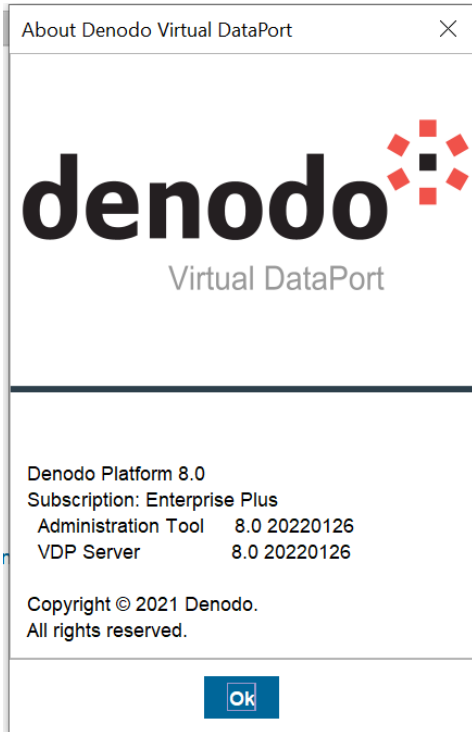 About Denodo Virtual DataPort
denodo
Virtual DataPort
Denodo Platform 8.0
Subscription: Enterprise Plus
Administration Tool 8.0 20220126
VDP Server 8.0 20220126
Copyright © 2021 Denodo.
All rights reserved.
Ok